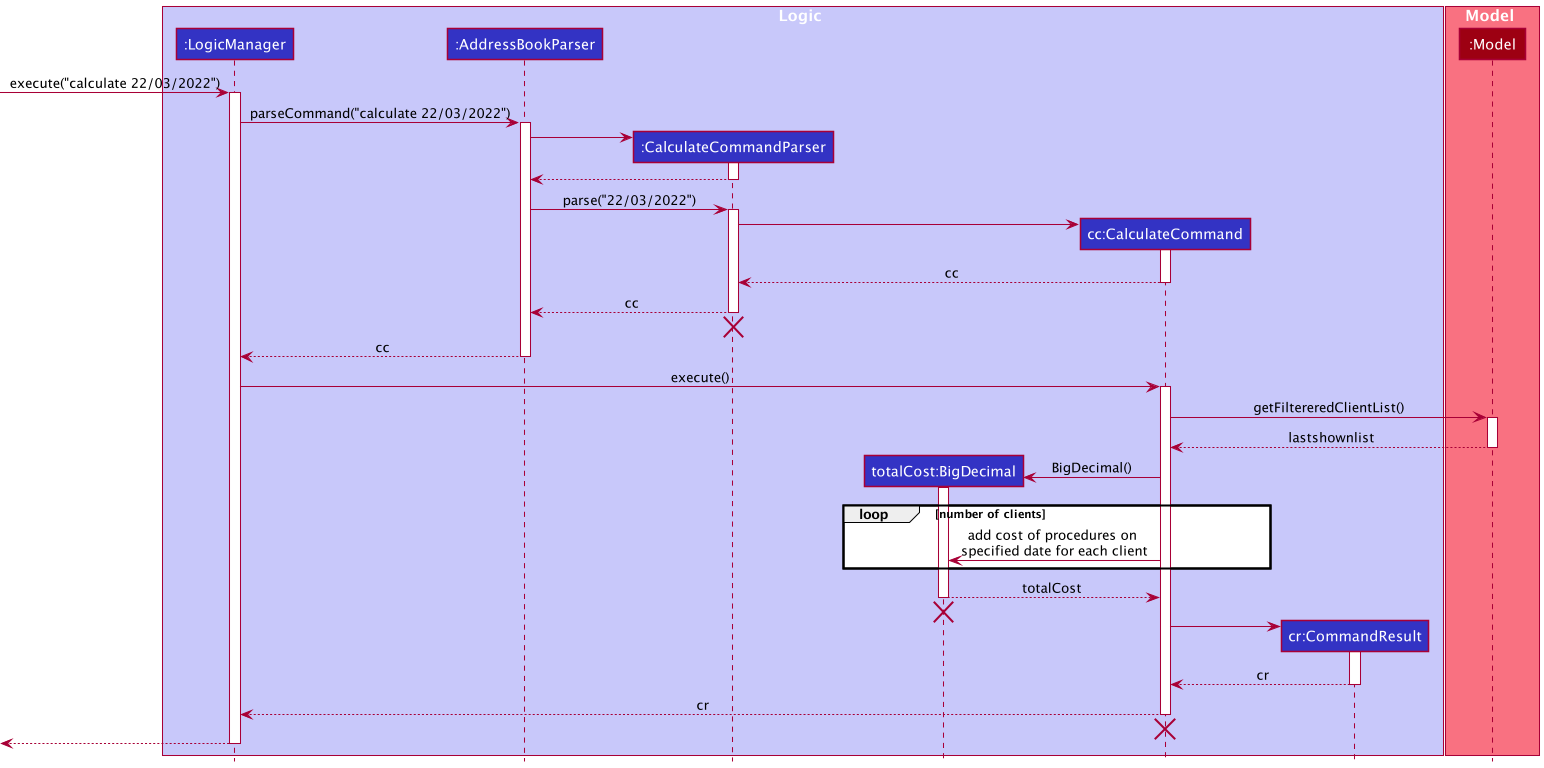 Logic
Model
:LogicManager
:AddressBookParser
:Model
execute("calculate 22/03/2022")
parseCommand("calculate 22/03/2022")
:CalculateCommandParser
parse("22/03/2022")
cc:CalculateCommand
cc
cc
cc
execute()
getFiltereredClientList()
lastshownlist
totalCost:BigDecimal
BigDecimal()
loop
[number of clients]
add cost of procedures on
specified date for each client
totalCost
cr:CommandResult
cr
cr